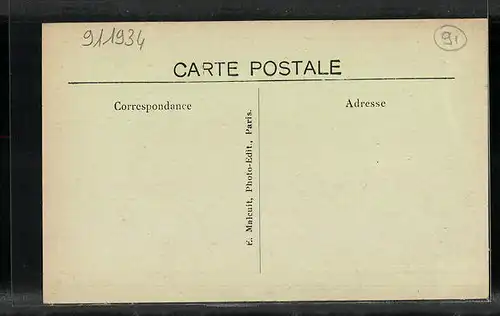 911934
91
CARTE POSTALE
Correspondance
Adresse
E. Malcuit, Photo-Edit., Paris.